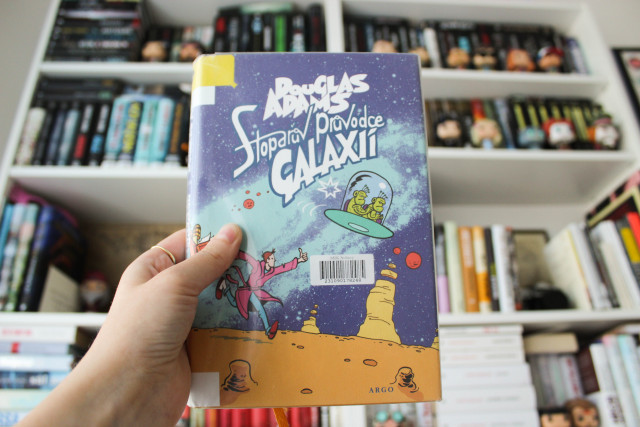 DOUGLAS
ADAMS
Stopařův průvodce
GALAXIÍ
ARGO